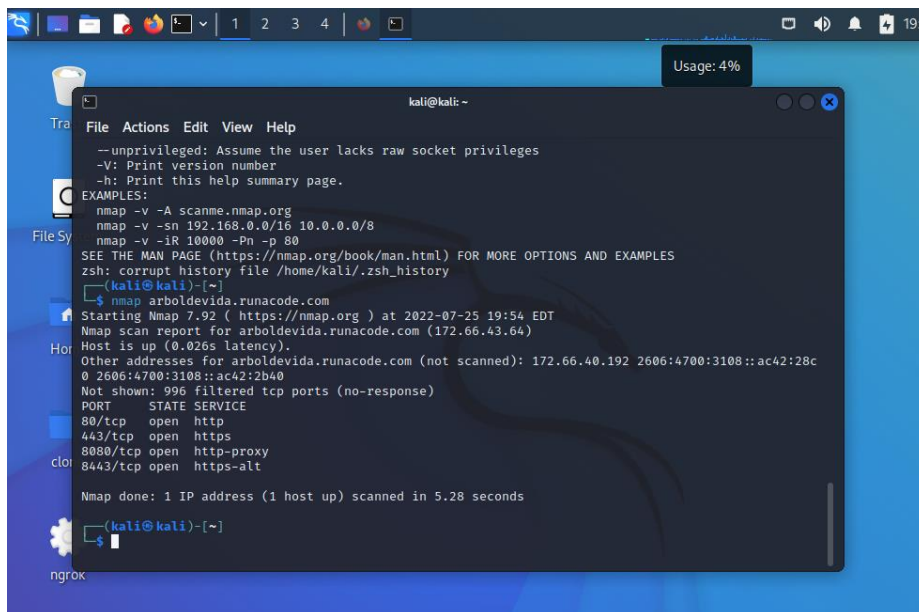 1 2 3 4
19
Usage: 4%
kali@kali: ~
File Actions Edit View Help
--unprivileged: Assume the user lacks raw socket privileges
-V: Print version number
-h: Print this help summary page.
EXAMPLES:
nmap -v -A scanme.nmap.org
nmap -v -sn 192.168.0.0/16 10.0.0.0/8
nmap -v -iR 10000 -Pn -p 80
SEE THE MAN PAGE (https://nmap.org/book/man.html) FOR MORE OPTIONS AND EXAMPLES
zsh: corrupt history file /home/kali/.zsh_history
┌──(kali㉿kali)-[~]
└─$ nmap arboldevida.runacode.com
Starting Nmap 7.92 ( https://nmap.org ) at 2022-07-25 19:54 EDT
Nmap scan report for arboldevida.runacode.com (172.66.43.64)
Host is up (0.026s latency).
Other addresses for arboldevida.runacode.com (not scanned): 172.66.40.192 2606:4700:3108::ac42:28c
0 2606:4700:3108::ac42:2b40
Not shown: 996 filtered tcp ports (no-response)
PORT STATE SERVICE
80/tcp open http
443/tcp open https
8080/tcp open http-proxy
8443/tcp open https-alt
Nmap done: 1 IP address (1 host up) scanned in 5.28 seconds
┌──(kali㉿kali)-[~]
└─$
Tra
File Sy
Ho
clo
ngrok